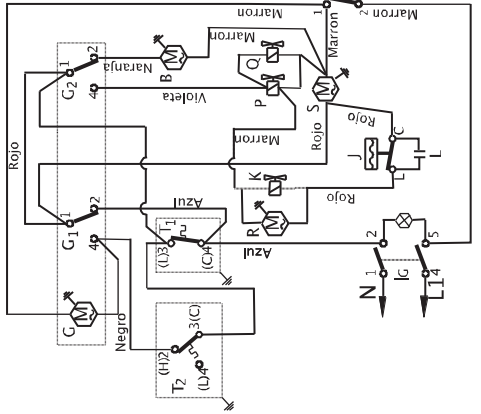 Marron
1
2
Marron
Marron
Marron
1
2
G2
4
Naranja
B
Violeta
Q
P
Marron
S
Rojo
Rojo
C
J
L
L
Rojo
K
R
Rojo
Azul
1
2
G1
4
T1
(L)3
(C)4
Azul
2
5
1
IG
4
N
L1
G
Negro
3(C)
(H)2
(L)4
T2
M
M
M
M